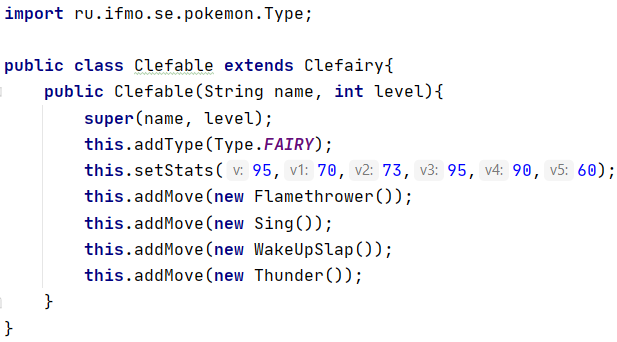 import ru.ifmo.se.pokemon.Type;
public class Clefable extends Clefairy{
public Clefable(String name, int level){
super(name, level);
this.addType(Type.FAIRY);
this.setStats( v: 95, v1: 70, v2: 73, v3: 95, v4: 90, v5: 60);
this.addMove(new Flamethrower());
this.addMove(new Sing());
this.addMove(new WakeUpSlap());
this.addMove(new Thunder());
}
}